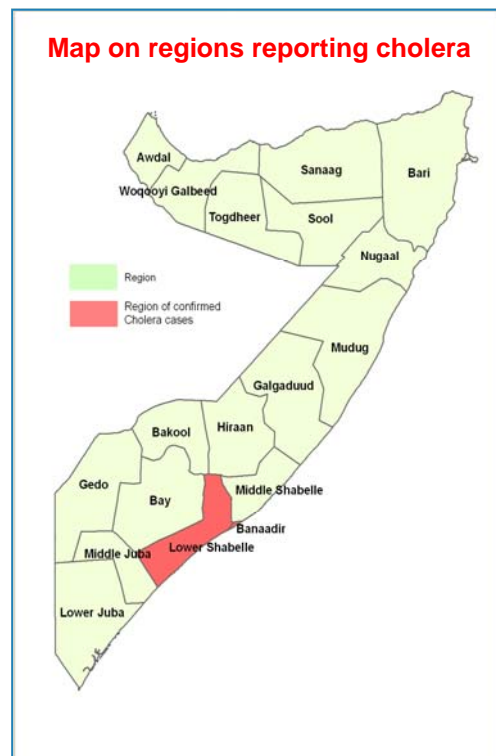 Map on regions reporting cholera
Awdal
Woqooyi Galbeed
Togdheer
Sanaag
Sool
Bari
Nugaal
Region
Region of confirmed
Cholera cases
Mudug
Galgaduud
Hiraan
Bakool
Gedo
Bay
Middle Shabelle
Banaadir
Lower Shabelle
Middle Juba
Lower Juba